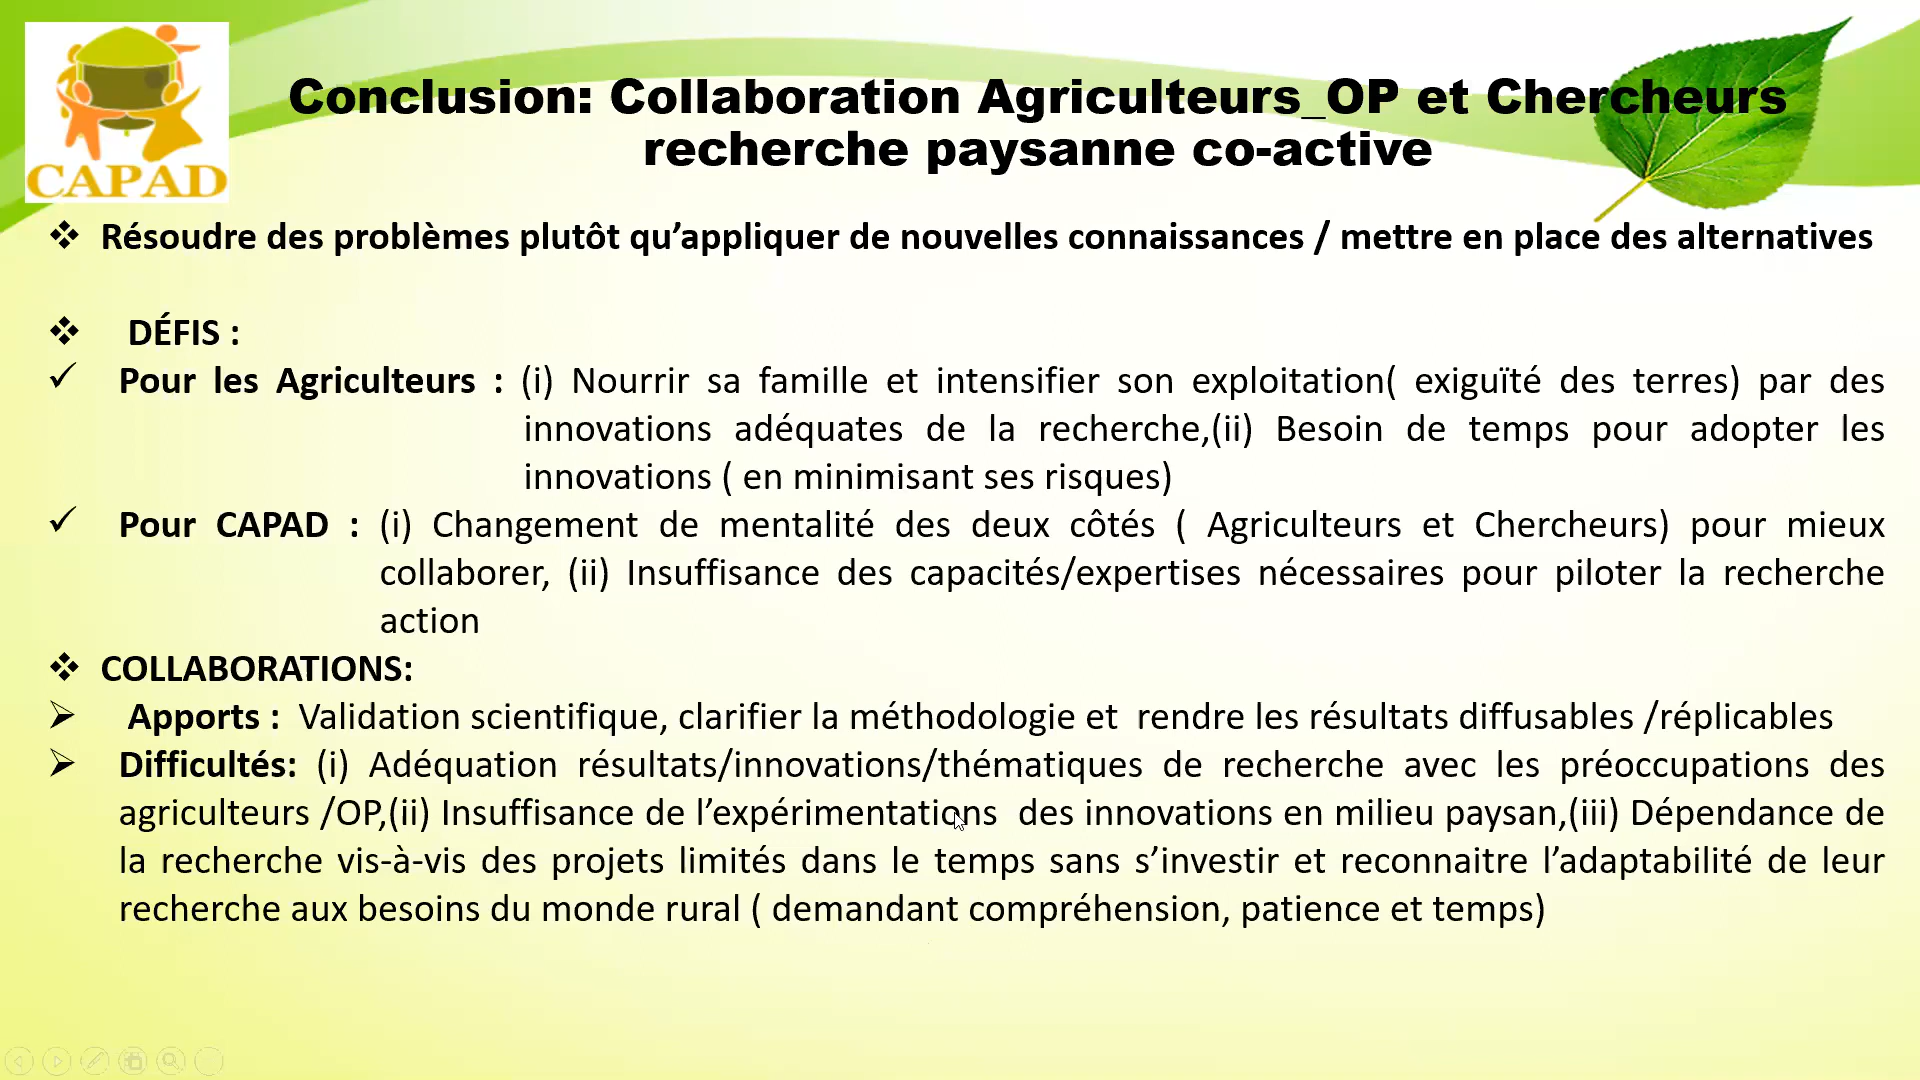 CAPAD
Conclusion: Collaboration Agriculteurs_OP et Chercheurs
recherche paysanne co-active
❖ Résoudre des problèmes plutôt qu’appliquer de nouvelles connaissances / mettre en place des alternatives
❖ DÉFIS :
✓ Pour les Agriculteurs : (i) Nourrir sa famille et intensifier son exploitation( exiguïté des terres) par des
innovations adéquates de la recherche,(ii) Besoin de temps pour adopter les
innovations ( en minimisant ses risques)
✓ Pour CAPAD : (i) Changement de mentalité des deux côtés ( Agriculteurs et Chercheurs) pour mieux
collaborer, (ii) Insuffisance des capacités/expertises nécessaires pour piloter la recherche
action
❖ COLLABORATIONS:
➢ Apports : Validation scientifique, clarifier la méthodologie et rendre les résultats diffusables /réplicables
➢ Difficultés: (i) Adéquation résultats/innovations/thématiques de recherche avec les préoccupations des
agriculteurs /OP,(ii) Insuffisance de l’expérimentations des innovations en milieu paysan,(iii) Dépendance de
la recherche vis-à-vis des projets limités dans le temps sans s’investir et reconnaitre l’adaptabilité de leur
recherche aux besoins du monde rural ( demandant compréhension, patience et temps)